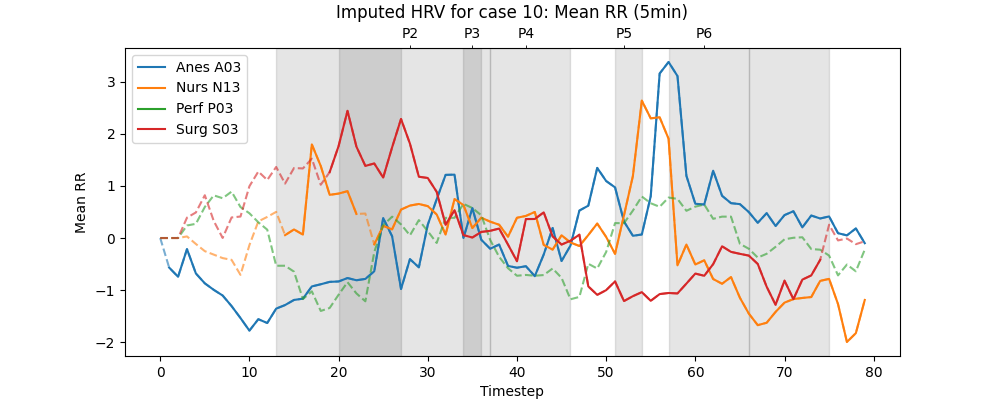 Imputed HRV for case 10: Mean RR (5min)
P2 P3 P4 P5 P6
Anes A03
Nurs N13
Perf P03
Surg S03
Mean RR
3
2
1
0
−1
−2
0 10 20 30 40 50 60 70 80
Timestep